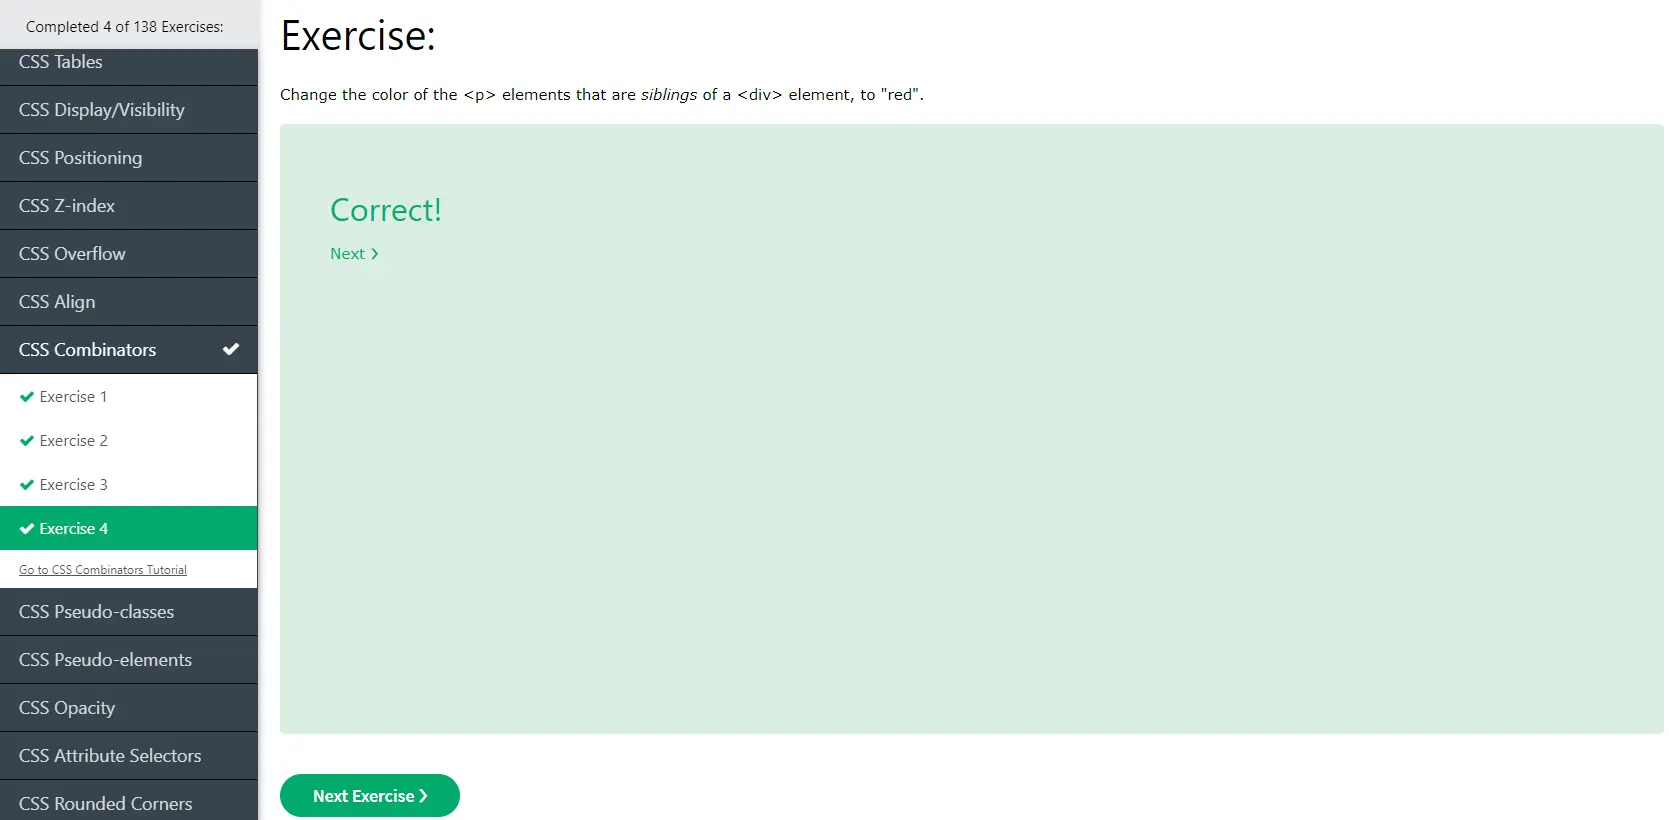 Completed 4 of 138 Exercises:
CSS Tables
CSS Display/Visibility
CSS Positioning
CSS Z-index
CSS Overflow
CSS Align
CSS Combinators
Exercise 1
Exercise 2
Exercise 3
Exercise 4
Go to CSS Combinators Tutorial
CSS Pseudo-classes
CSS Pseudo-elements
CSS Opacity
CSS Attribute Selectors
CSS Rounded Corners
Exercise:
Change the color of the <p> elements that are siblings of a <div> element, to "red".
Correct!
Next ❯
Next Exercise ❯